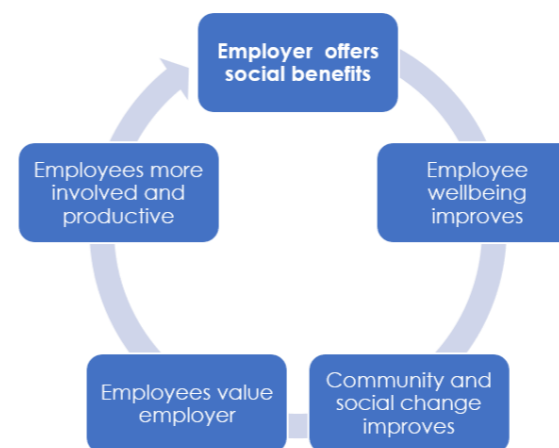 Employer offers
social benefits
Employee
wellbeing
improves
Community and
social change
improves
Employees value
employer
Employees more
involved and
productive